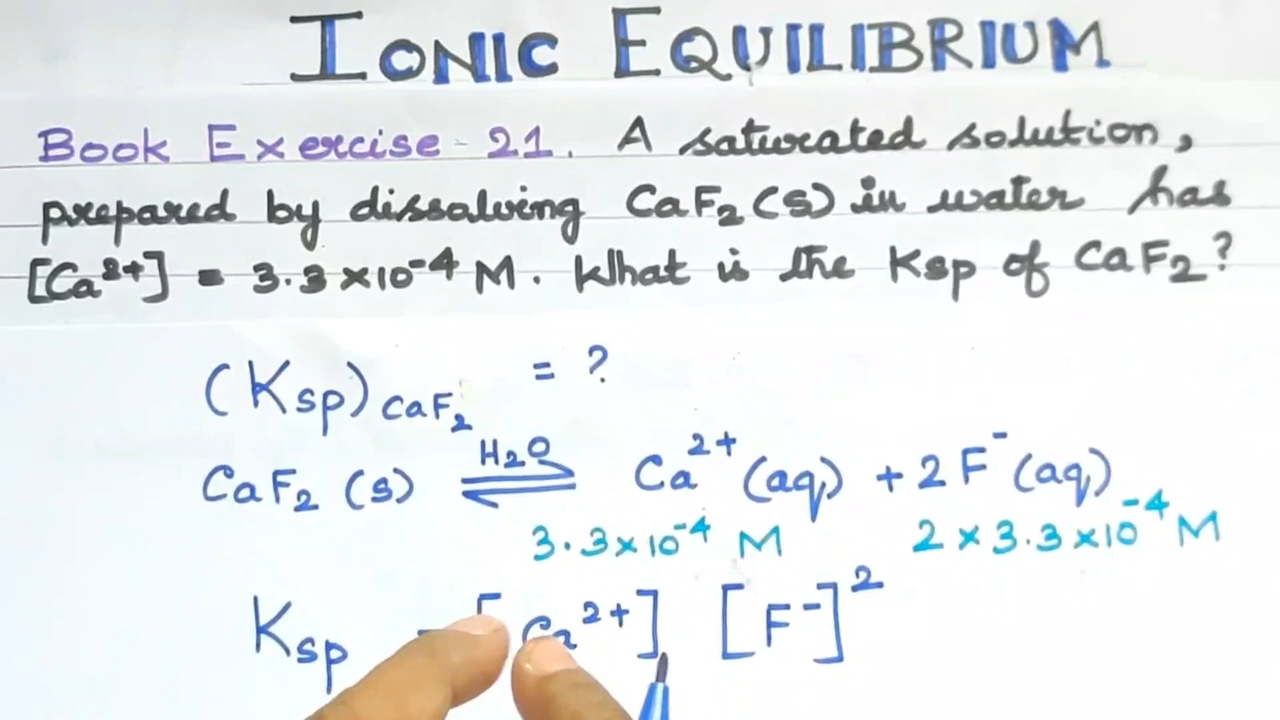 IONIC EQUILIBRIUM
Book Exercise - 21. A saturated solution,
prepared by dissalving CaF₂(s) in water has
[Ca²⁺] = 3.3×10⁻⁴ M. What is the Ksp of CaF₂?
(Ksp)CaF₂ = ?
CaF₂ (s) ⇌ H₂O Ca²⁺ (aq) + 2F⁻ (aq)
3.3×10⁻⁴ M 2×3.3×10⁻⁴ M
Ksp = [Ca²⁺] [F⁻]²